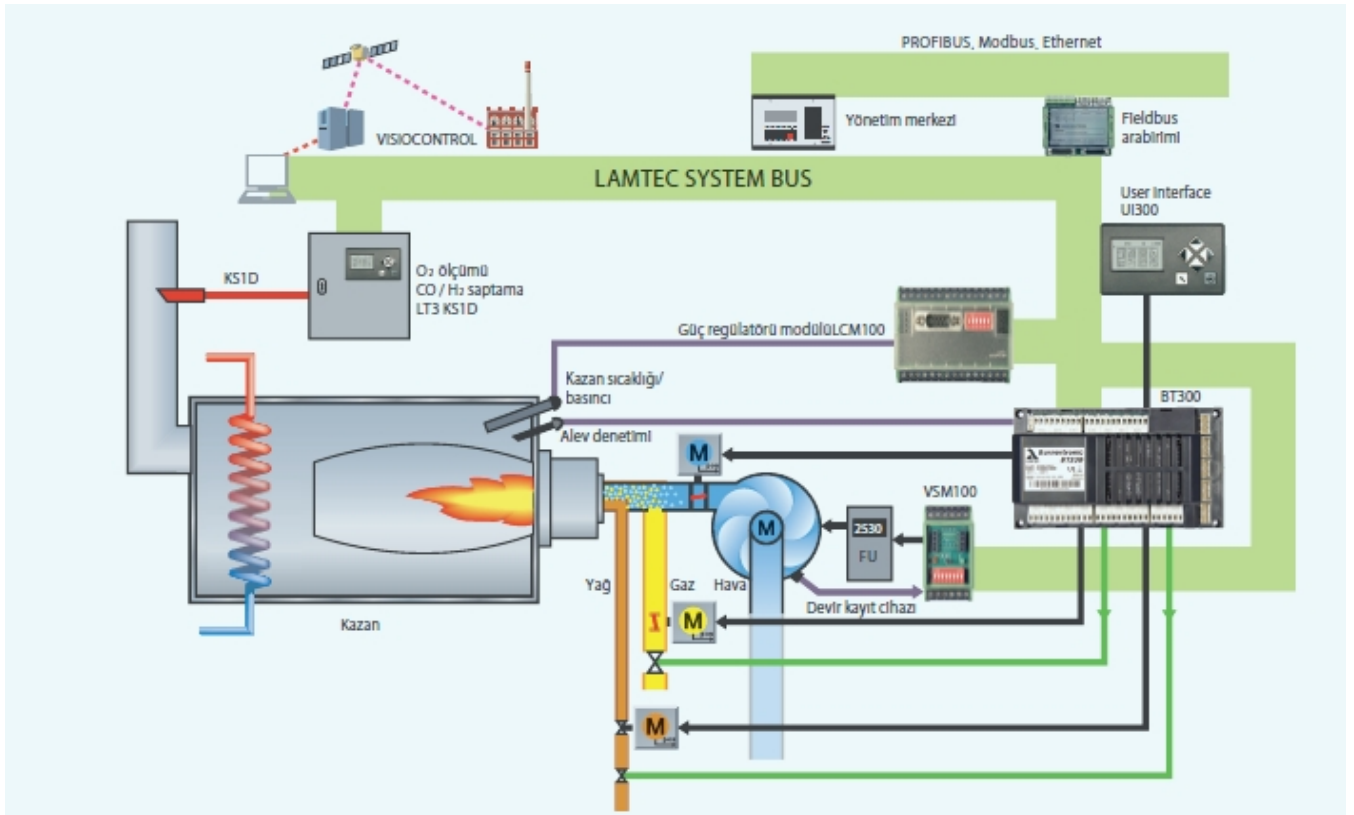 PROFIBUS, Modbus, Ethernet
VISIOCONTROL
Yönetim merkezi
Fieldbus
arabirimi
LAMTEC SYSTEM BUS
User Interface
UI300
KS1D
O₂ ölçümü
CO / H₂ saptama
LT3 KS1D
Güç regülatörü modülüLCM100
Kazan sıcaklığı/
basıncı
Alev denetimi
BT300
M
VSM100
M
2530
FU
Yağ
Gaz
Hava
Devir kayıt cihazı
M
Kazan
M